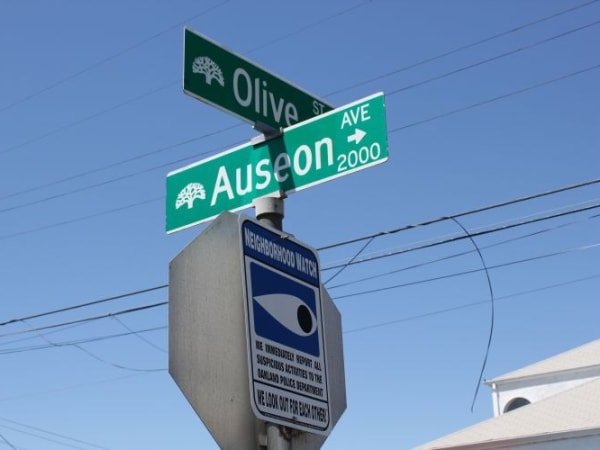 Olive ST
Auseon AVE
2000
NEIGHBORHOOD WATCH
WE IMMEDIATELY REPORT ALL
SUSPICIOUS ACTIVITIES TO THE
OAKLAND POLICE DEPARTMENT
WE LOOK OUT FOR EACH OTHER!